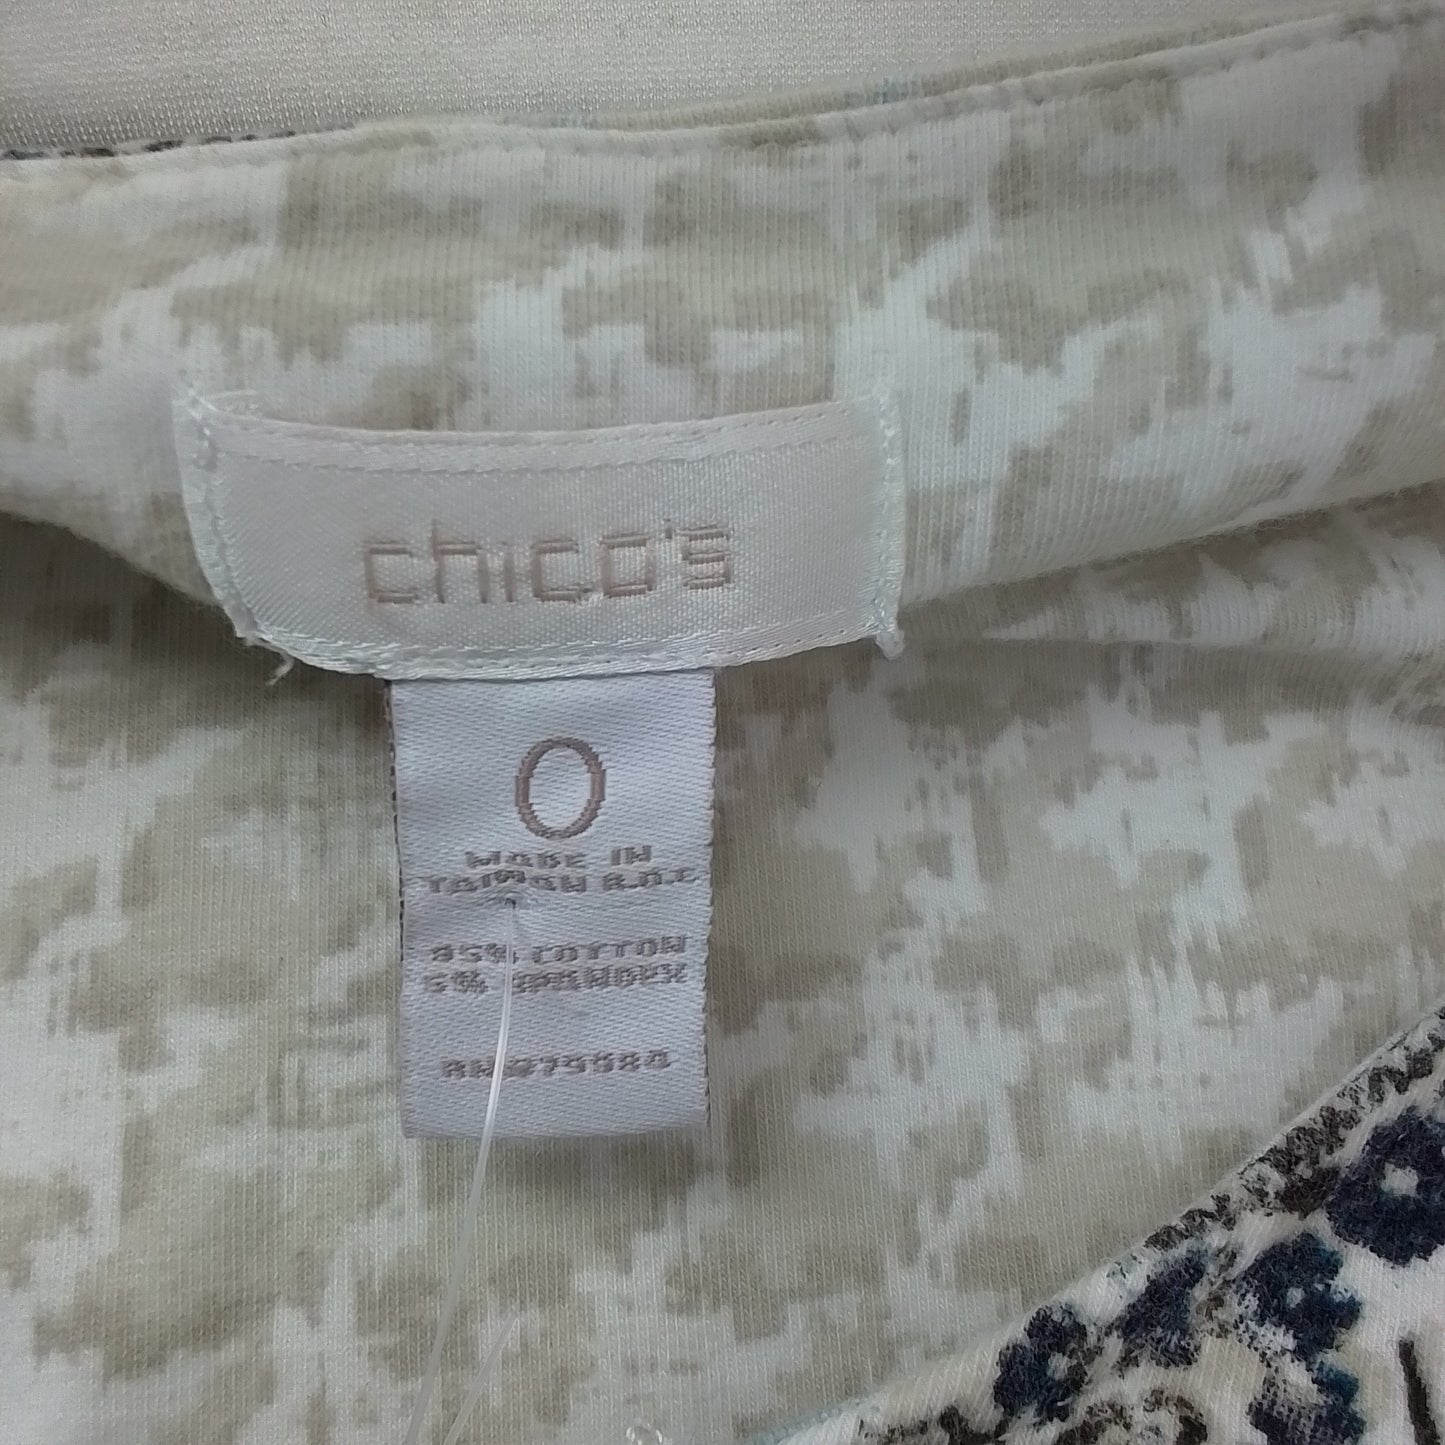 chico's
0
MADE IN
TAIWAN R.O.C
95% COTTON
5% SPANDEX